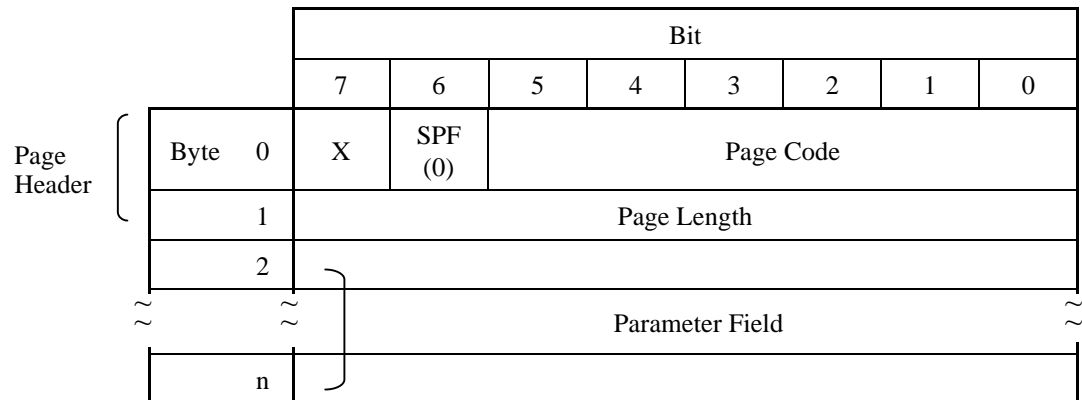 Bit
7 6 5 4 3 2 1 0
Page
Header
Byte 0 X SPF
(0) Page Code
1 Page Length
2
Parameter Field
n